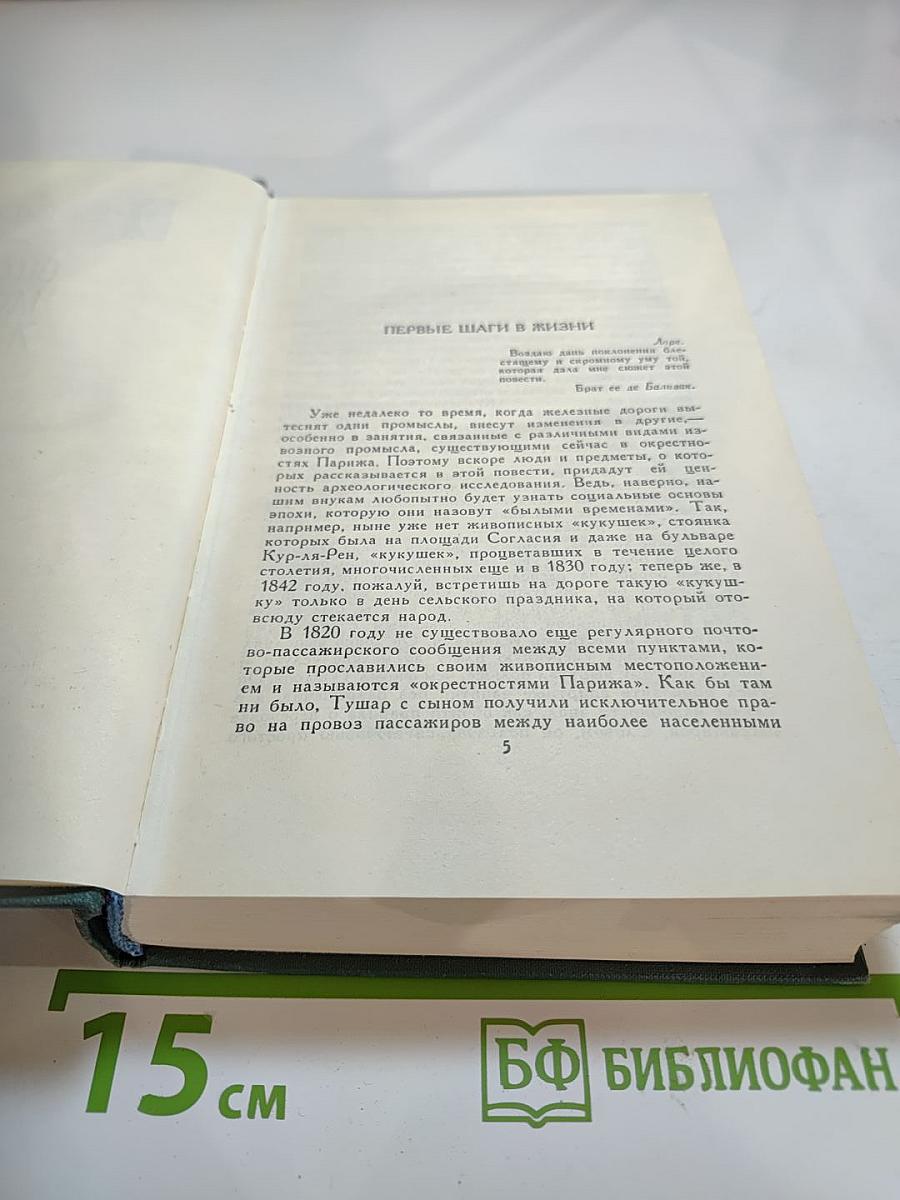 ПЕРВЫЕ ШАГИ В ЖИЗНИ
Лоре.
Воздаю дань поклонения бле-
стящему и скромному уму той,
которая дала мне сюжет этой
повести.
Брат ее де Бальзак.
Уже недалеко то время, когда железные дороги вы-
теснят одни промыслы, внесут изменения в другие,—
особенно в занятия, связанные с различными видами из-
возного промысла, существующими сейчас в окрестно-
стях Парижа. Поэтому вскоре люди и предметы, о кото-
рых рассказывается в этой повести, придадут ей цен-
ность археологического исследования. Ведь, наверно, на-
шим внукам любопытно будет узнать социальные основы
эпохи, которую они назовут «былыми временами». Так,
например, ныне уже нет живописных «кукушек», стоянка
которых была на площади Согласия и даже на бульваре
Кур-ля-Рен, «кукушек», процветавших в течение целого
столетия, многочисленных еще и в 1830 году; теперь же, в
1842 году, пожалуй, встретишь на дороге такую «кукуш-
ку» только в день сельского праздника, на который ото-
всюду стекается народ.
В 1820 году не существовало еще регулярного почто-
во-пассажирского сообщения между всеми пунктами, ко-
торые прославились своим живописным местоположени-
ем и называются «окрестностями Парижа». Как бы там
ни было, Тушар с сыном получили исключительное пра-
во на провоз пассажиров между наиболее населенными
5
15 см
БФ БИБЛИОФАН